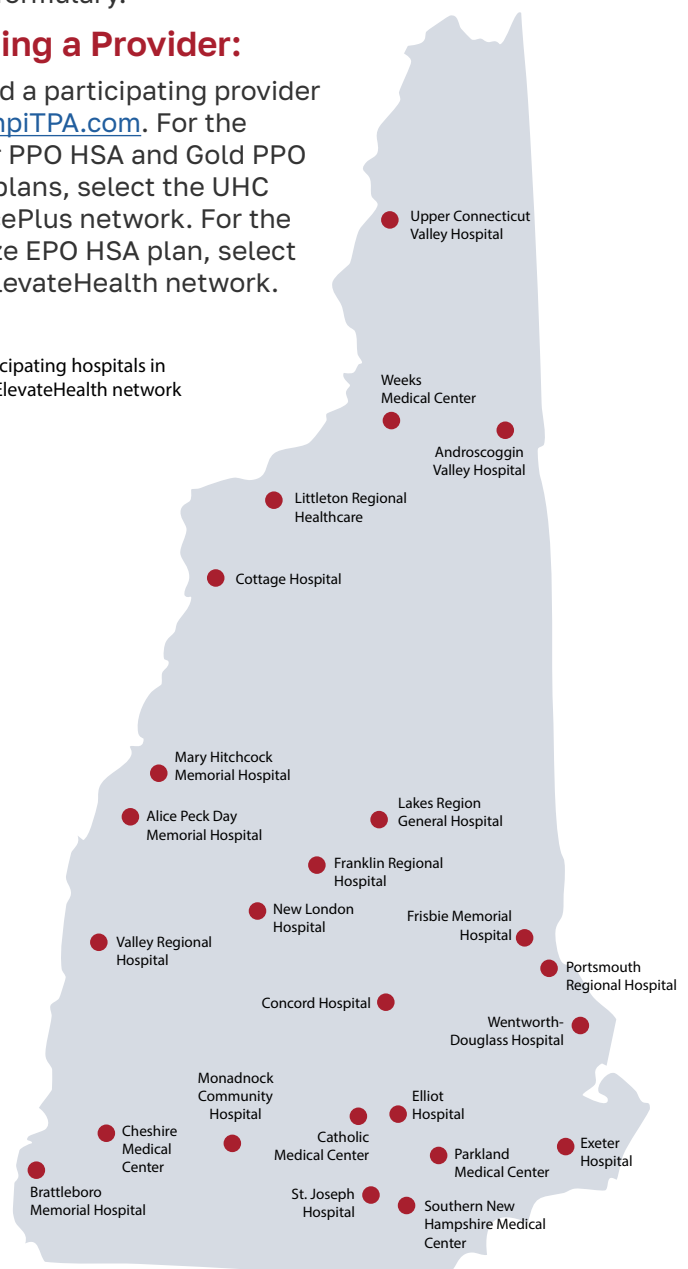 ormulary.
ing a Provider:
d a participating provider
npiTPA.com. For the
r PPO HSA and Gold PPO
plans, select the UHC
cePlus network. For the
ze EPO HSA plan, select
ElevateHealth network.
cipating hospitals in
ElevateHealth network
Upper Connecticut
Valley Hospital
Weeks
Medical Center
Androscoggin
Valley Hospital
Littleton Regional
Healthcare
Cottage Hospital
Mary Hitchcock
Memorial Hospital
Alice Peck Day
Memorial Hospital
Lakes Region
General Hospital
Franklin Regional
Hospital
New London
Hospital
Frisbie Memorial
Hospital
Valley Regional
Hospital
Portsmouth
Regional Hospital
Concord Hospital
Wentworth-
Douglass Hospital
Monadnock
Community
Hospital
Elliot
Hospital
Cheshire
Medical
Center
Catholic
Medical Center
Parkland
Medical Center
Exeter
Hospital
Brattleboro
Memorial Hospital
St. Joseph
Hospital
Southern New
Hampshire Medical
Center